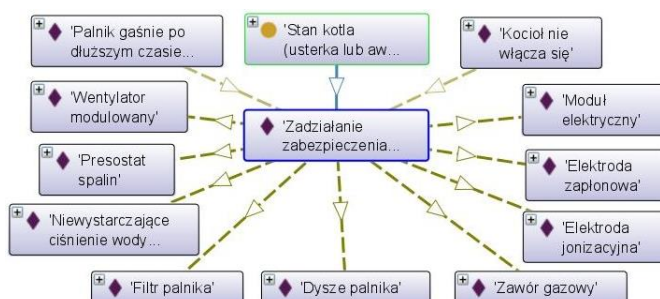 'Palnik gaśnie po
dłuższym czasie...
'Stan kotla
(usterka lub aw...
'Kocioł nie
włącza się'
'Wentylator
modulowany'
'Zadziałanie
zabezpieczenia...
'Moduł
elektryczny'
'Presostat
spalin'
'Elektroda
zapłonowa'
'Niewystarczające
ciśnienie wody...
'Elektroda
jonizacyjna'
'Filtr palnika'
'Dysze palnika'
'Zawór gazowy'